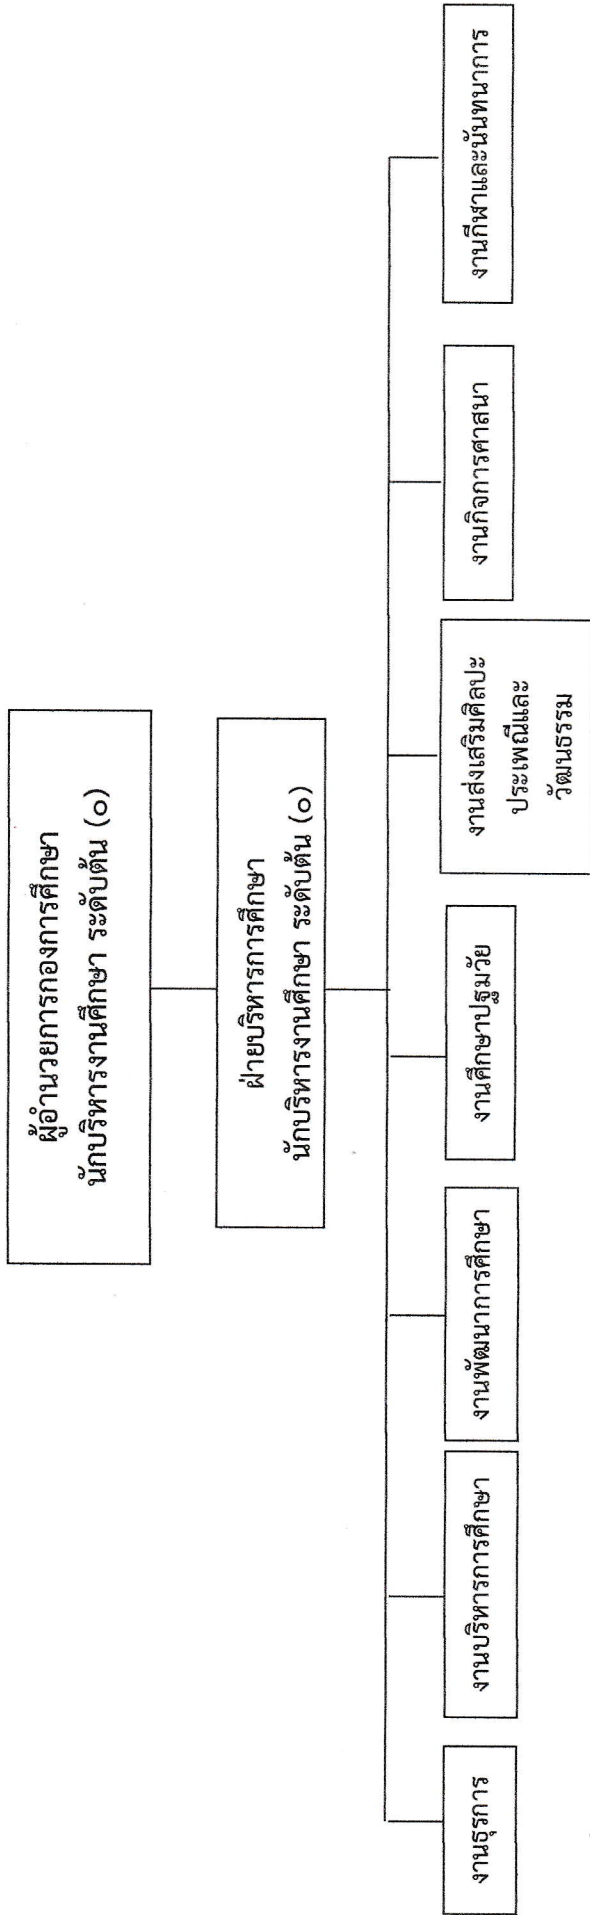 ผู้อำนวยการกองการศึกษา
นักบริหารงานศึกษา ระดับต้น (๐)
ฝ่ายบริหารการศึกษา
นักบริหารงานศึกษา ระดับต้น (๐)
งานธุรการ
งานบริหารการศึกษา
งานพัฒนาการศึกษา
งานศึกษาปฐมวัย
งานส่งเสริมศิลปะ
ประเพณีและ
วัฒนธรรม
งานกิจการศาสนา
งานกีฬาและนันทนาการ